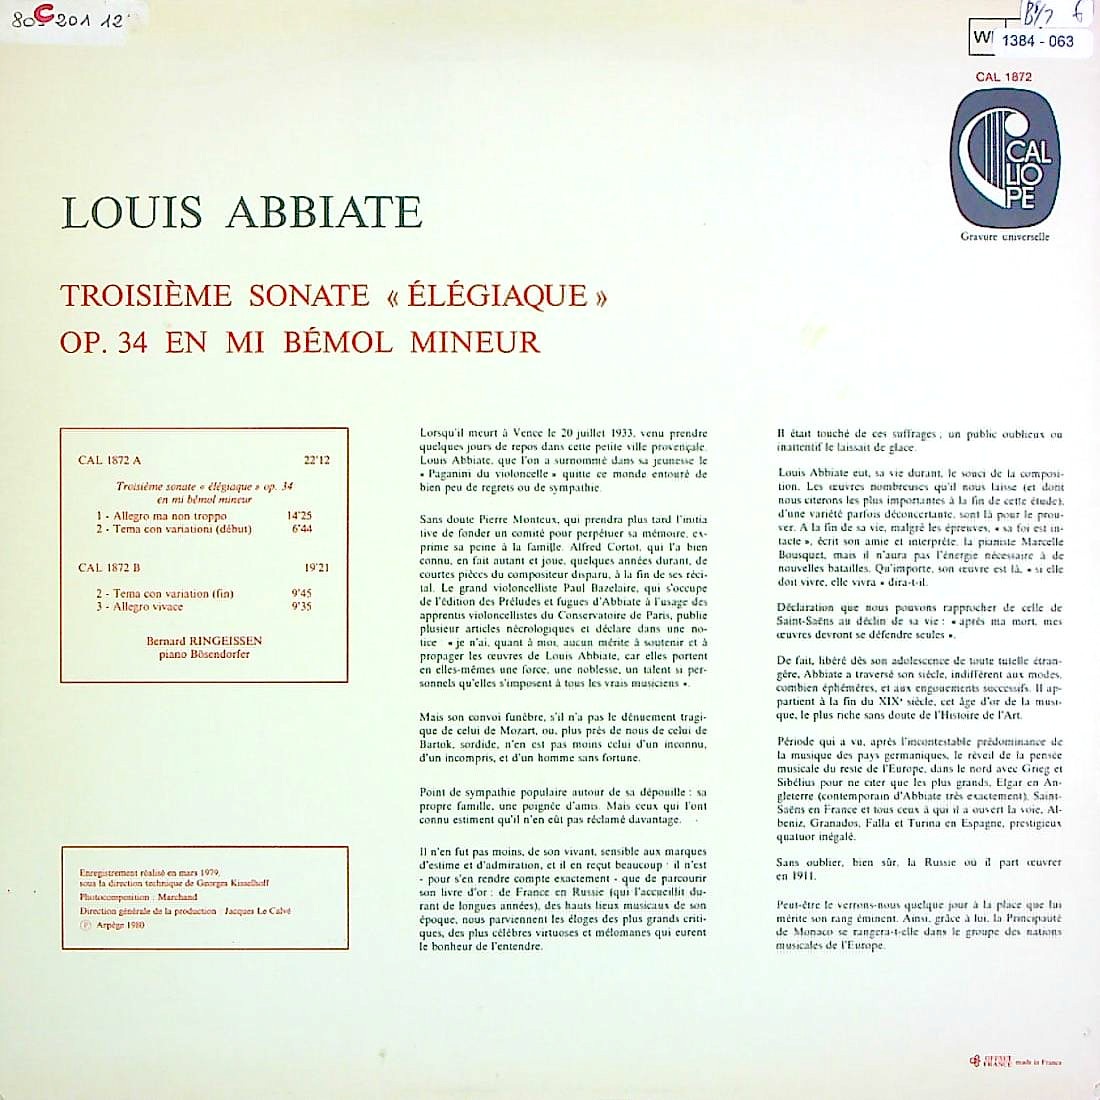 80C 201 12
WI
1384 - 063
CAL 1872
CALLIOPE
Gravure universelle
LOUIS ABBIATE
TROISIÈME SONATE « ÉLÉGIAQUE »
OP. 34 EN MI BÉMOL MINEUR
CAL 1872 A 22'12
Troisième sonate « élégiaque » op. 34
en mi bémol mineur
1 - Allegro ma non troppo 14'25
2 - Tema con variationi (début) 6'44
CAL 1872 B 19'21
2 - Tema con variation (fin) 9'45
3 - Allegro vivace 9'35
Bernard RINGEISSEN
piano Bösendorfer
Enregistrement réalisé en mars 1979,
sous la direction technique de Georges Kisselhoff
Photocomposition : Marchand
Direction générale de la production : Jacques Le Calvé
Ⓟ Arpège 1980
Lorsqu'il meurt à Vence le 20 juillet 1933, venu prendre
quelques jours de repos dans cette petite ville provençale,
Louis Abbiate, que l'on a surnommé dans sa jeunesse le
« Paganini du violoncelle » quitte ce monde entouré de
bien peu de regrets ou de sympathie.
Sans doute Pierre Monteux, qui prendra plus tard l'initia
tive de fonder un comité pour perpétuer sa mémoire, ex-
prime sa peine à la famille. Alfred Cortot, qui l'a bien
connu, en fait autant et joue, quelques années durant, de
courtes pièces du compositeur disparu, à la fin de ses réci-
tal. Le grand violoncelliste Paul Bazelaire, qui s'occupe
de l'édition des Préludes et fugues d'Abbiate à l'usage des
apprentis violoncellistes du Conservatoire de Paris, publie
plusieur articles nécrologiques et déclare dans une no-
tice : « je n'ai, quant à moi, aucun mérite à soutenir et à
propager les œuvres de Louis Abbiate, car elles portent
en elles-mêmes une force, une noblesse, un talent si per-
sonnels qu'elles s'imposent à tous les vrais musiciens ».
Mais son convoi funèbre, s'il n'a pas le dénuement tragi-
que de celui de Mozart, ou, plus près de nous de celui de
Bartok, sordide, n'en est pas moins celui d'un inconnu,
d'un incompris, et d'un homme sans fortune.
Point de sympathie populaire autour de sa dépouille : sa
propre famille, une poignée d'amis. Mais ceux qui l'ont
connu estiment qu'il n'en eût pas réclamé davantage.
Il n'en fut pas moins, de son vivant, sensible aux marques
d'estime et d'admiration, et il en reçut beaucoup : il n'est
- pour s'en rendre compte exactement - que de parcourir
son livre d'or : de France en Russie (qui l'accueillit du-
rant de longues années), des hauts lieux musicaux de son
époque, nous parviennent les éloges des plus grands criti-
ques, des plus célèbres virtuoses et mélomanes qui eurent
le bonheur de l'entendre.
Il était touché de ces suffrages ; un public oublieux ou
inattentif le laissait de glace.
Louis Abbiate eut, sa vie durant, le souci de la composi-
tion. Les œuvres nombreuses qu'il nous laisse (et dont
nous citerons les plus importantes à la fin de cette étude),
d'une variété parfois déconcertante, sont là pour le prou-
ver. A la fin de sa vie, malgré les épreuves, « sa foi est in-
tacte », écrit son amie et interprète, la pianiste Marcelle
Bousquet, mais il n'aura pas l'énergie nécessaire à de
nouvelles batailles. Qu'importe, son œuvre est là, « si elle
doit vivre, elle vivra » dira-t-il.
Déclaration que nous pouvons rapprocher de celle de
Saint-Saëns au déclin de sa vie : « après ma mort, mes
œuvres devront se défendre seules ».
De fait, libéré dès son adolescence de toute tutelle étran-
gère, Abbiate a traversé son siècle, indifférent aux modes,
combien éphémères, et aux engouements successifs. Il ap-
partient à la fin du XIXe siècle, cet âge d'or de la musi-
que, le plus riche sans doute de l'Histoire de l'Art.
Période qui a vu, après l'incontestable prédominance de
la musique des pays germaniques, le réveil de la pensée
musicale du reste de l'Europe, dans le nord avec Grieg et
Sibélius pour ne citer que les plus grands, Elgar en An-
gleterre (contemporain d'Abbiate très exactement), Saint-
Saëns en France et tous ceux à qui il a ouvert la voie, Al-
beniz, Granados, Falla et Turina en Espagne, prestigieux
quatuor inégalé.
Sans oublier, bien sûr, la Russie où il part œuvrer
en 1911.
Peut-être le verrons-nous quelque jour à la place que lui
mérite son rang éminent. Ainsi, grâce à lui, la Principauté
de Monaco se rangera-t-elle dans le groupe des nations
musicales de l'Europe.
OFFSET FRANCE made in France